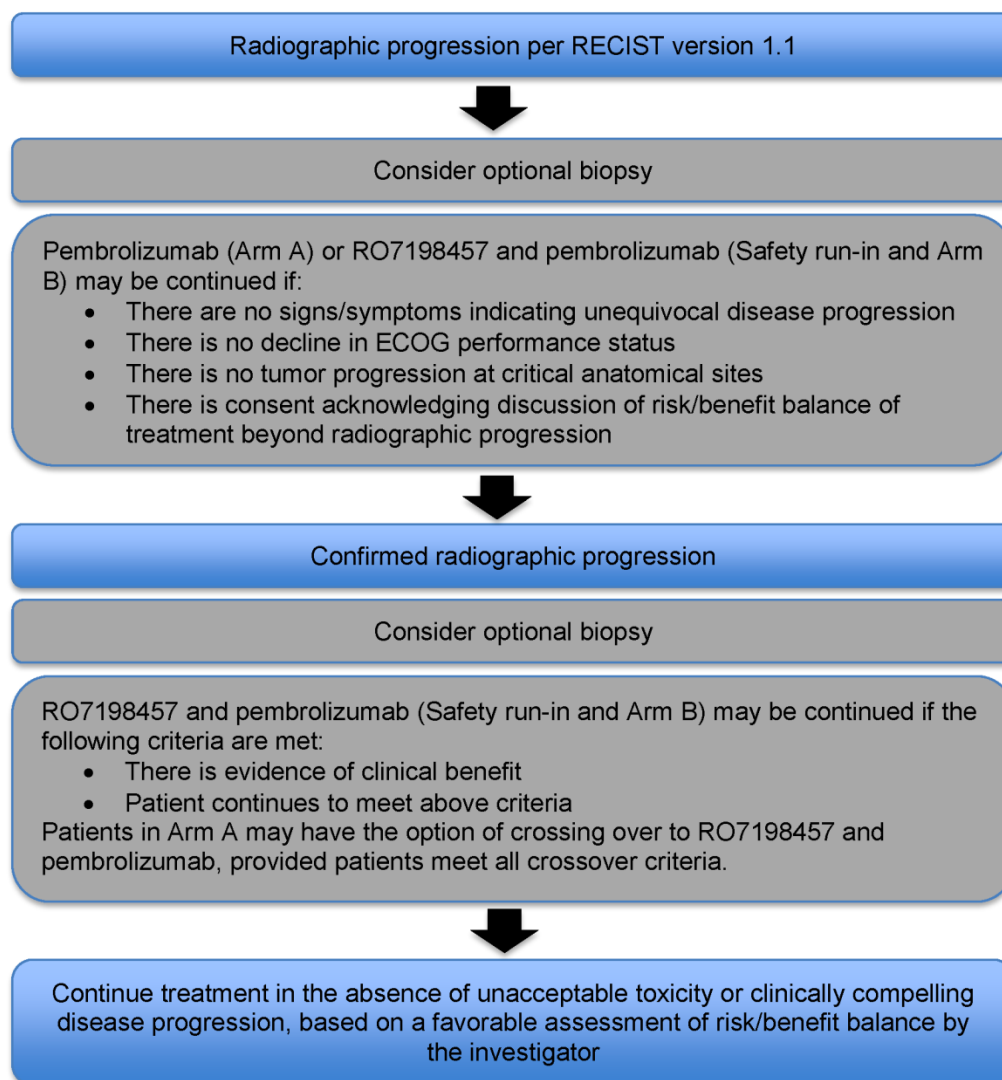 Radiographic progression per RECIST version 1.1
Consider optional biopsy
Pembrolizumab (Arm A) or RO7198457 and pembrolizumab (Safety run-in and Arm
B) may be continued if:
• There are no signs/symptoms indicating unequivocal disease progression
• There is no decline in ECOG performance status
• There is no tumor progression at critical anatomical sites
• There is consent acknowledging discussion of risk/benefit balance of
treatment beyond radiographic progression
Confirmed radiographic progression
Consider optional biopsy
RO7198457 and pembrolizumab (Safety run-in and Arm B) may be continued if the
following criteria are met:
• There is evidence of clinical benefit
• Patient continues to meet above criteria
Patients in Arm A may have the option of crossing over to RO7198457 and
pembrolizumab, provided patients meet all crossover criteria.
Continue treatment in the absence of unacceptable toxicity or clinically compelling
disease progression, based on a favorable assessment of risk/benefit balance by
the investigator